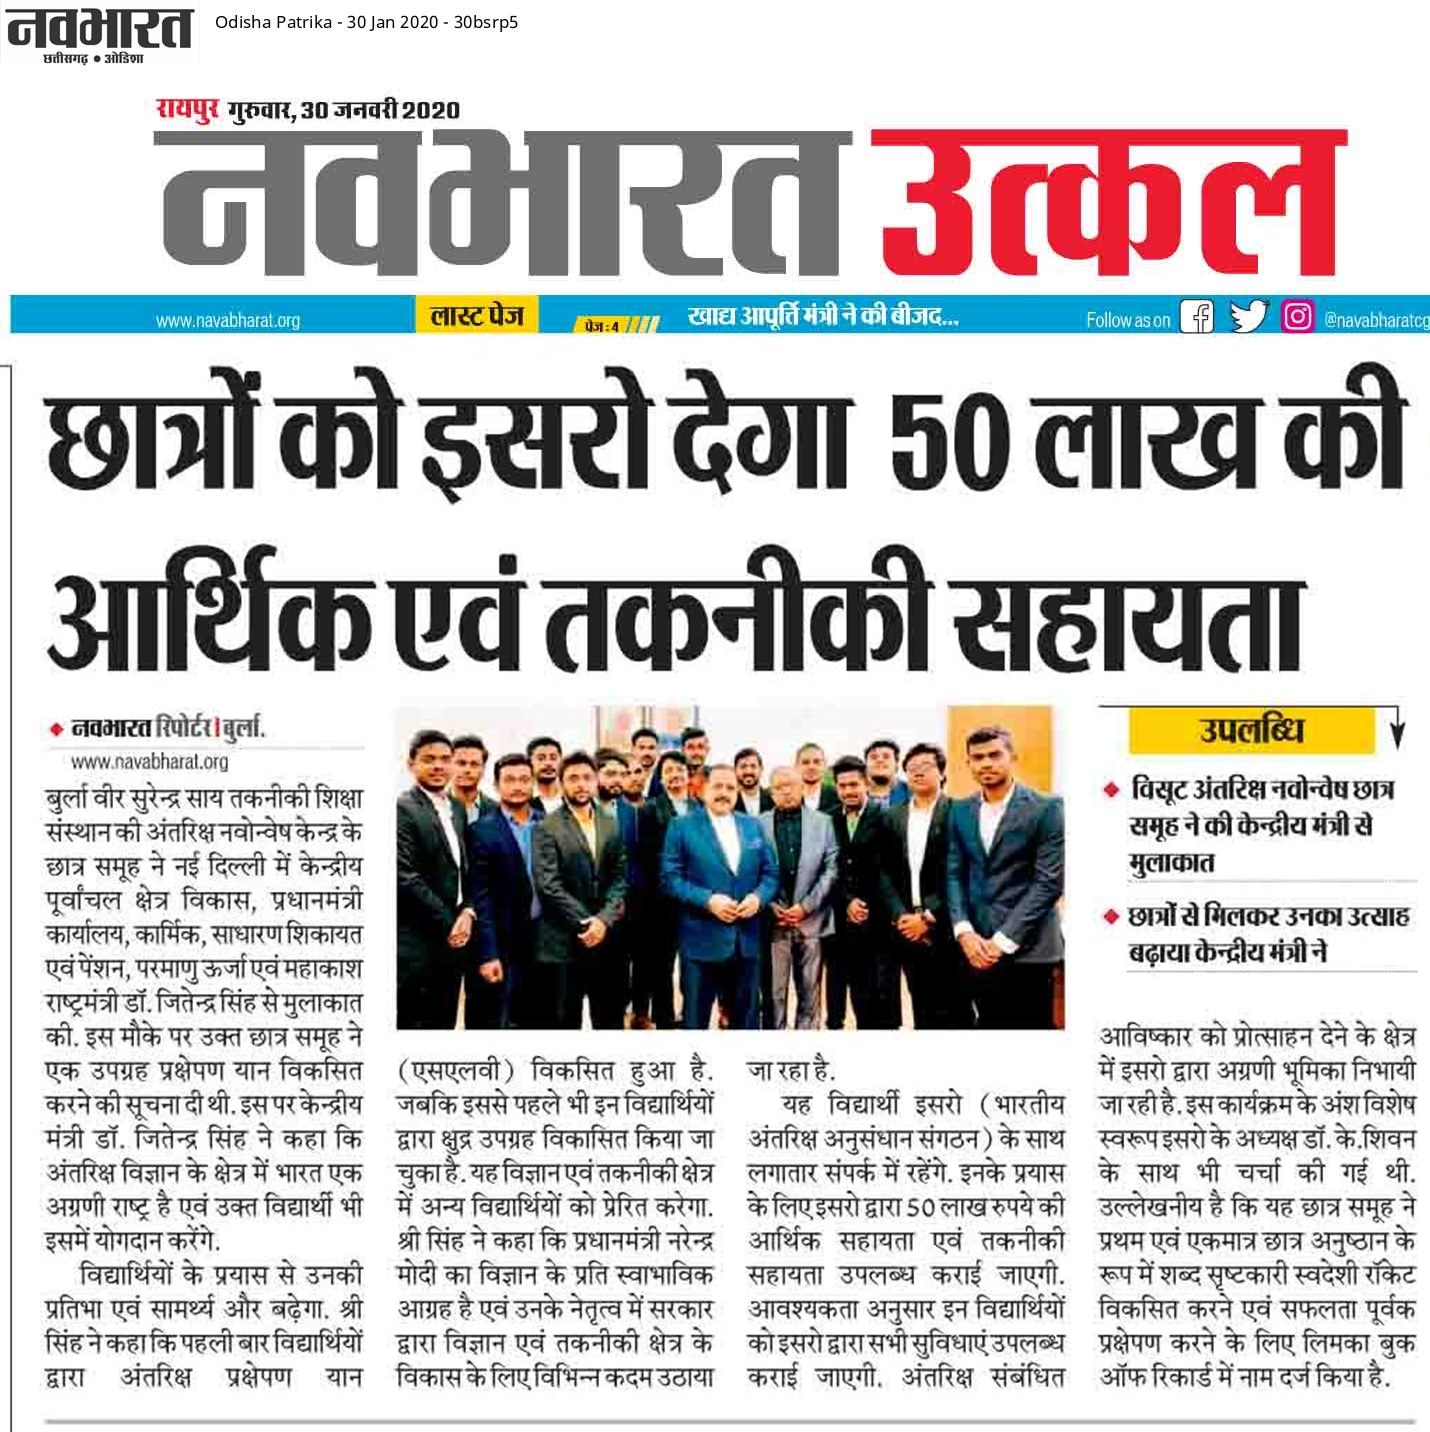 नवभारत
छत्तीसगढ़ ● ओडिशा
Odisha Patrika - 30 Jan 2020 - 30bsrp5
रायपुर गुरुवार, 30 जनवरी 2020
नवभारत उत्कल
www.navabharat.org
लास्ट पेज
पेज : 4
खाद्य आपूर्त्ति मंत्री ने की बीजद...
Follow as on
@navabharatcg
छात्रों को इसरो देगा 50 लाख की
आर्थिक एवं तकनीकी सहायता
नवभारत रिपोर्टर। बुर्ला.
www.navabharat.org
बुर्ला वीर सुरेन्द्र साय तकनीकी शिक्षा
संस्थान की अंतरिक्ष नवोन्वेष केन्द्र के
छात्र समूह ने नई दिल्ली में केन्द्रीय
पूर्वांचल क्षेत्र विकास, प्रधानमंत्री
कार्यालय, कार्मिक, साधारण शिकायत
एवं पेंशन, परमाणु ऊर्जा एवं महाकाश
राष्ट्रमंत्री डॉ. जितेन्द्र सिंह से मुलाकात
की. इस मौके पर उक्त छात्र समूह ने
एक उपग्रह प्रक्षेपण यान विकसित
करने की सूचना दी थी. इस पर केन्द्रीय
मंत्री डॉ. जितेन्द्र सिंह ने कहा कि
अंतरिक्ष विज्ञान के क्षेत्र में भारत एक
अग्रणी राष्ट्र है एवं उक्त विद्यार्थी भी
इसमें योगदान करेंगे.
विद्यार्थियों के प्रयास से उनकी
प्रतिभा एवं सामर्थ्य और बढ़ेगा. श्री
सिंह ने कहा कि पहली बार विद्यार्थियों
द्वारा अंतरिक्ष प्रक्षेपण यान
(एसएलवी) विकसित हुआ है.
जबकि इससे पहले भी इन विद्यार्थियों
द्वारा क्षुद्र उपग्रह विकासित किया जा
चुका है. यह विज्ञान एवं तकनीकी क्षेत्र
में अन्य विद्यार्थियों को प्रेरित करेगा.
श्री सिंह ने कहा कि प्रधानमंत्री नरेन्द्र
मोदी का विज्ञान के प्रति स्वाभाविक
आग्रह है एवं उनके नेतृत्व में सरकार
द्वारा विज्ञान एवं तकनीकी क्षेत्र के
विकास के लिए विभिन्न कदम उठाया
जा रहा है.
यह विद्यार्थी इसरो (भारतीय
अंतरिक्ष अनुसंधान संगठन) के साथ
लगातार संपर्क में रहेंगे. इनके प्रयास
के लिए इसरो द्वारा 50 लाख रुपये की
आर्थिक सहायता एवं तकनीकी
सहायता उपलब्ध कराई जाएगी.
आवश्यकता अनुसार इन विद्यार्थियों
को इसरो द्वारा सभी सुविधाएं उपलब्ध
कराई जाएगी. अंतरिक्ष संबंधित
उपलब्धि
विसूट अंतरिक्ष नवोन्वेष छात्र
समूह ने की केन्द्रीय मंत्री से
मुलाकात
छात्रों से मिलकर उनका उत्साह
बढ़ाया केन्द्रीय मंत्री ने
आविष्कार को प्रोत्साहन देने के क्षेत्र
में इसरो द्वारा अग्रणी भूमिका निभायी
जा रही है. इस कार्यक्रम के अंश विशेष
स्वरूप इसरो के अध्यक्ष डॉ. के.शिवन
के साथ भी चर्चा की गई थी.
उल्लेखनीय है कि यह छात्र समूह ने
प्रथम एवं एकमात्र छात्र अनुष्ठान के
रूप में शब्द सृष्टकारी स्वदेशी रॉकेट
विकसित करने एवं सफलता पूर्वक
प्रक्षेपण करने के लिए लिमका बुक
ऑफ रिकार्ड में नाम दर्ज किया है.